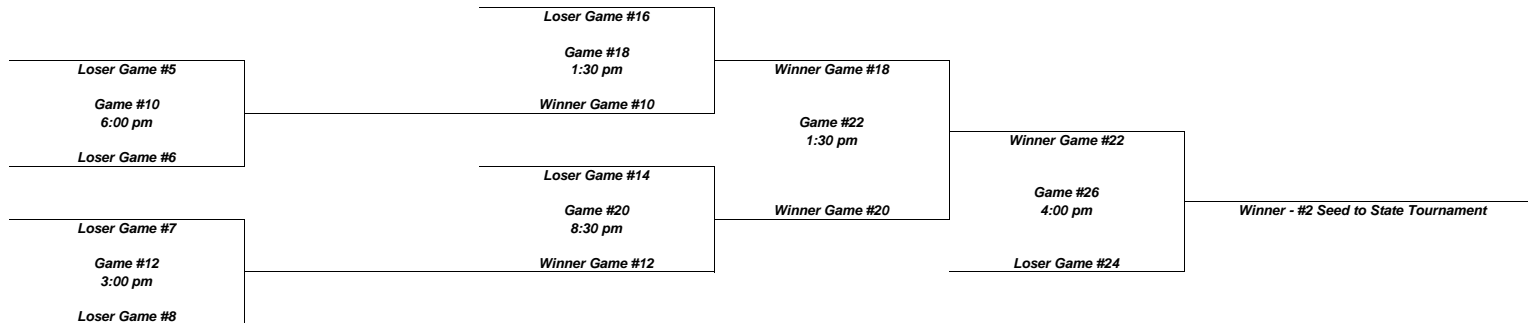 Loser Game #16
Game #18
1:30 pm
Winner Game #10
Loser Game #5
Game #10
6:00 pm
Loser Game #6
Winner Game #18
Game #22
1:30 pm
Winner Game #20
Loser Game #14
Game #20
8:30 pm
Winner Game #12
Loser Game #7
Game #12
3:00 pm
Loser Game #8
Winner Game #22
Game #26
4:00 pm
Loser Game #24
Winner - #2 Seed to State Tournament